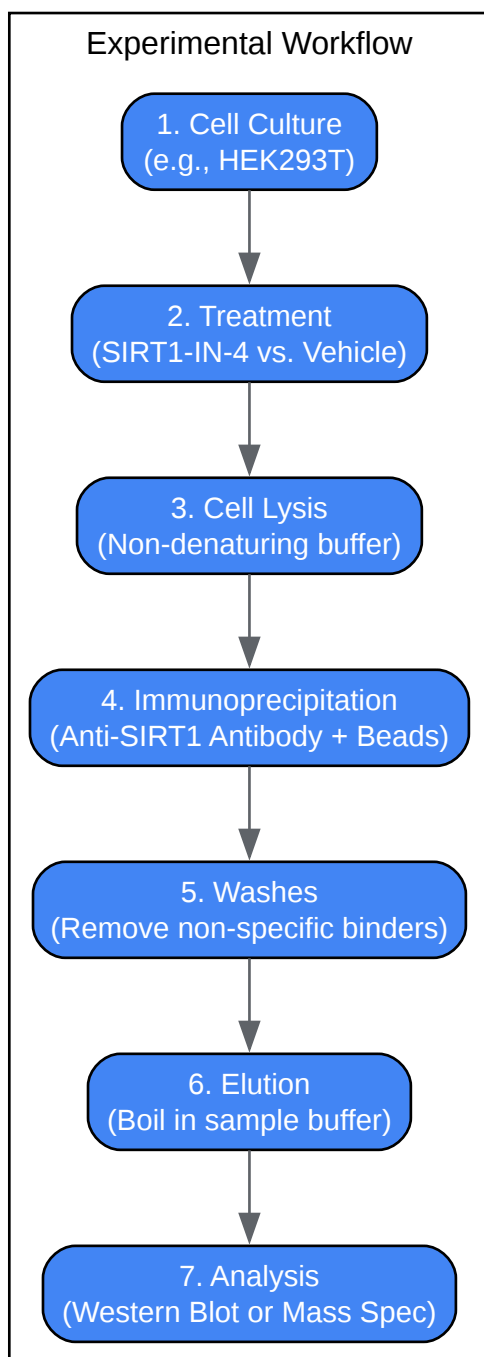 Experimental Workflow
1. Cell Culture
(e.g., HEK293T)
2. Treatment
(SIRT1-IN-4 vs. Vehicle)
3. Cell Lysis
(Non-denaturing buffer)
4. Immunoprecipitation
(Anti-SIRT1 Antibody + Beads)
5. Washes
(Remove non-specific binders)
6. Elution
(Boil in sample buffer)
7. Analysis
(Western Blot or Mass Spec)